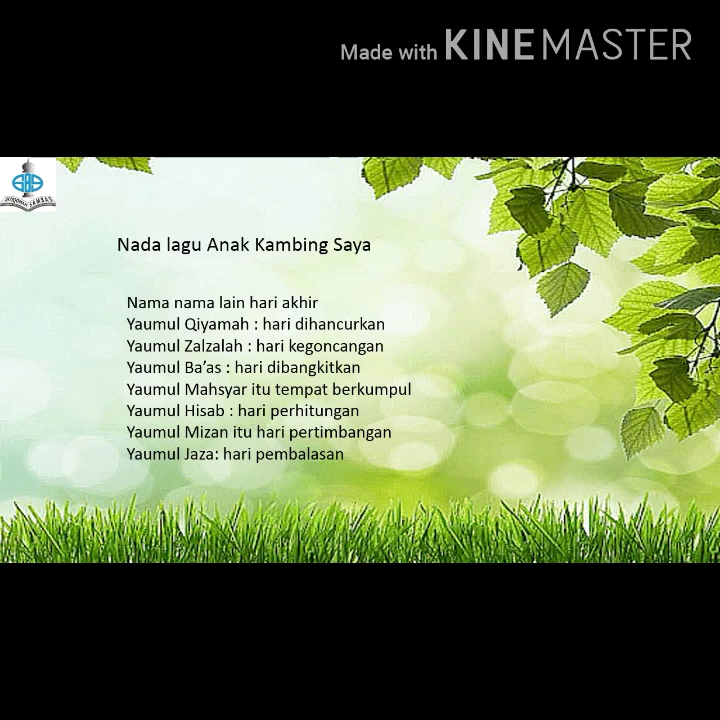 Made with KINEMASTER
Nada lagu Anak Kambing Saya
Nama nama lain hari akhir
Yaumul Qiyamah : hari dihancurkan
Yaumul Zalzalah : hari kegoncangan
Yaumul Ba’as : hari dibangkitkan
Yaumul Mahsyar itu tempat berkumpul
Yaumul Hisab : hari perhitungan
Yaumul Mizan itu hari pertimbangan
Yaumul Jaza: hari pembalasan